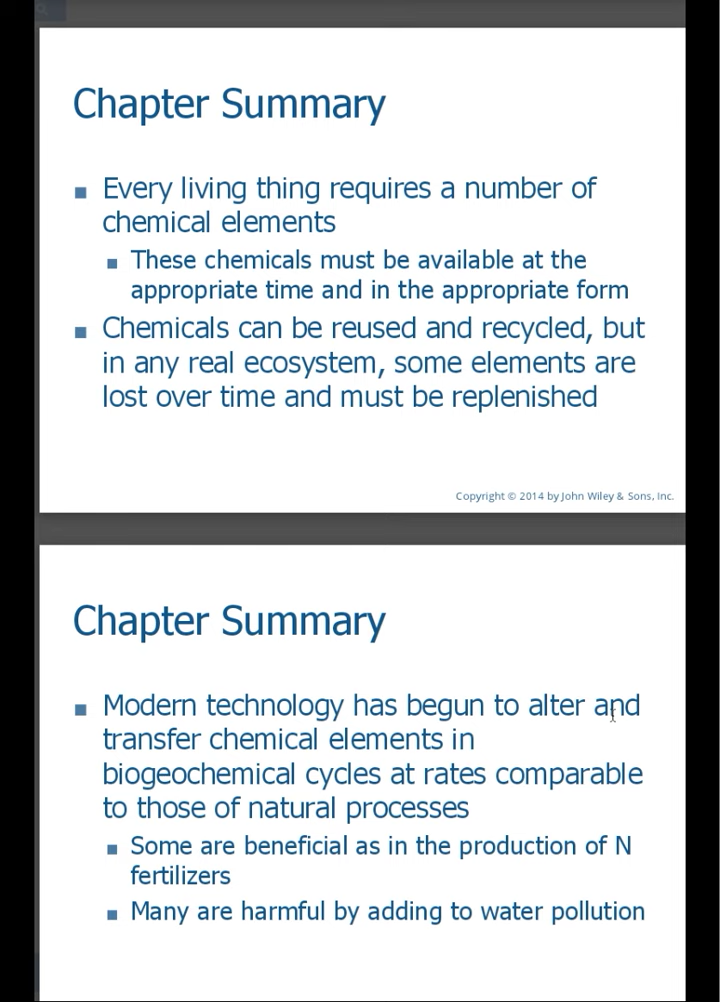 Chapter Summary
■ Every living thing requires a number of
chemical elements
■ These chemicals must be available at the
appropriate time and in the appropriate form
■ Chemicals can be reused and recycled, but
in any real ecosystem, some elements are
lost over time and must be replenished
Copyright © 2014 by John Wiley & Sons, Inc.
Chapter Summary
■ Modern technology has begun to alter and
transfer chemical elements in
biogeochemical cycles at rates comparable
to those of natural processes
■ Some are beneficial as in the production of N
fertilizers
■ Many are harmful by adding to water pollution